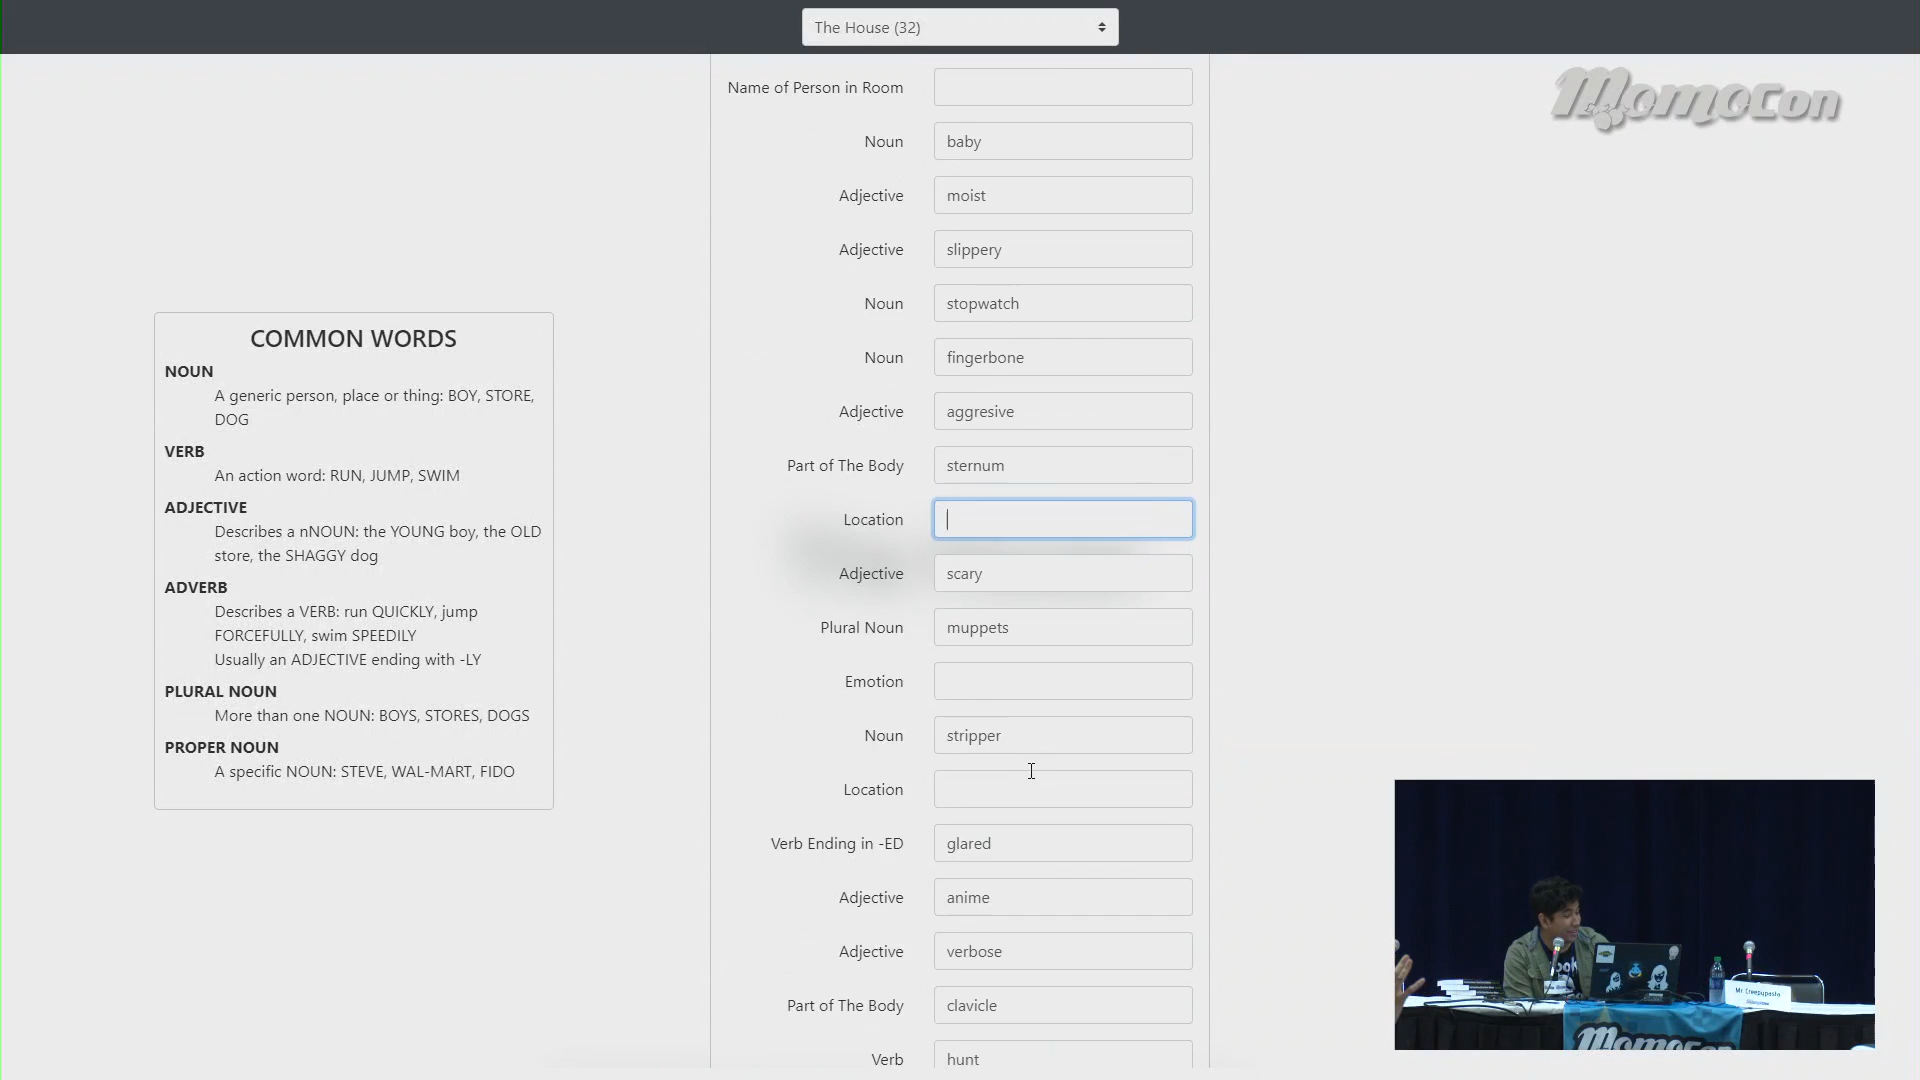 The House (32)
MomoCon
Name of Person in Room
Noun baby
Adjective moist
Adjective slippery
Noun stopwatch
Noun fingerbone
Adjective aggresive
Part of The Body sternum
Location
Adjective scary
Plural Noun muppets
Emotion
Noun stripper
Location
Verb Ending in -ED glared
Adjective anime
Adjective verbose
Part of The Body clavicle
Verb hunt
COMMON WORDS
NOUN
A generic person, place or thing: BOY, STORE,
DOG
VERB
An action word: RUN, JUMP, SWIM
ADJECTIVE
Describes a nNOUN: the YOUNG boy, the OLD
store, the SHAGGY dog
ADVERB
Describes a VERB: run QUICKLY, jump
FORCEFULLY, swim SPEEDILY
Usually an ADJECTIVE ending with -LY
PLURAL NOUN
More than one NOUN: BOYS, STORES, DOGS
PROPER NOUN
A specific NOUN: STEVE, WAL-MART, FIDO
Mr. Creepypasta
MomoCon